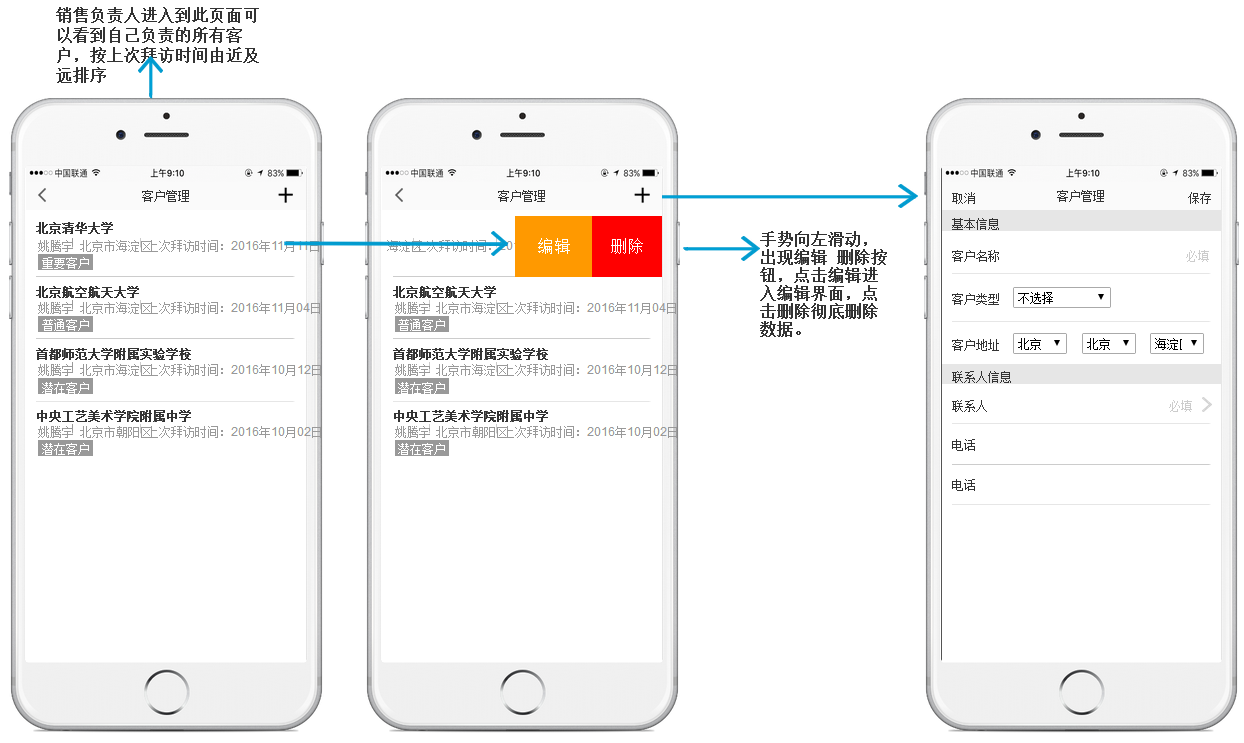 销售负责人进入到此页面可
以看到自己负责的所有客
户，按上次拜访时间由近及
远排序
中国联通 上午9:10 83%
客户管理
北京清华大学
姚腾宇 北京市海淀区上次拜访时间：2016年11月11日
重要客户
北京航空航天大学
姚腾宇 北京市海淀区上次拜访时间：2016年11月04日
普通客户
首都师范大学附属实验学校
姚腾宇 北京市海淀区上次拜访时间：2016年10月12日
潜在客户
中央工艺美术学院附属中学
姚腾宇 北京市朝阳区上次拜访时间：2016年10月02日
潜在客户
中国联通 上午9:10 83%
客户管理
海淀区上次拜访时间：20
编辑 删除
北京航空航天大学
姚腾宇 北京市海淀区上次拜访时间：2016年11月04日
普通客户
首都师范大学附属实验学校
姚腾宇 北京市海淀区上次拜访时间：2016年10月12日
潜在客户
中央工艺美术学院附属中学
姚腾宇 北京市朝阳区上次拜访时间：2016年10月02日
潜在客户
手势向左滑动，
出现编辑 删除按
钮，点击编辑进
入编辑界面，点
击删除彻底删除
数据。
中国联通 上午9:10 83%
取消 客户管理 保存
基本信息
客户名称 必填
客户类型 不选择
客户地址 北京 北京 海淀
联系人信息
联系人 必填
电话
电话